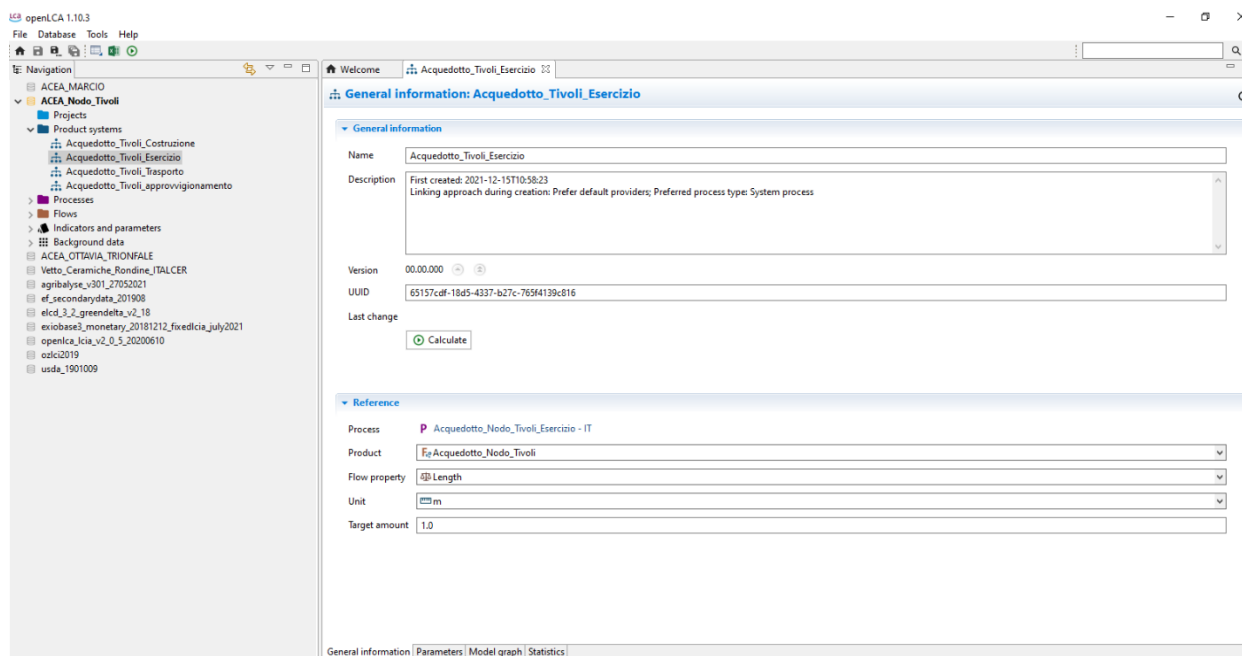 LCA openLCA 1.10.3
File Database Tools Help
Navigation
ACEA_MARCIO
ACEA_Nodo_Tivoli
Projects
Product systems
Acquedotto_Tivoli_Costruzione
Acquedotto_Tivoli_Esercizio
Acquedotto_Tivoli_Trasporto
Acquedotto_Tivoli_approvvigionamento
Processes
Flows
Indicators and parameters
Background data
ACEA_OTTAVIA_TRIONFALE
Vetto_Ceramiche_Rondine_ITALCER
agribalyse_v301_27052021
ef_secondarydata_201908
elcd_3_2_greendelta_v2_18
exiobase3_monetary_20181212_fixedlcia_july2021
openlca_lcia_v2_0_5_20200610
ozlci2019
usda_1901009
Welcome Acquedotto_Tivoli_Esercizio
General information: Acquedotto_Tivoli_Esercizio
General information
Name Acquedotto_Tivoli_Esercizio
Description First created: 2021-12-15T10:58:23
Linking approach during creation: Prefer default providers; Preferred process type: System process
Version 00.00.000
UUID 65157cdf-18d5-4337-b27c-765f4139c816
Last change
Calculate
Reference
Process P Acquedotto_Nodo_Tivoli_Esercizio - IT
Product Acquedotto_Nodo_Tivoli
Flow property Length
Unit m
Target amount 1.0
General information Parameters Model graph Statistics